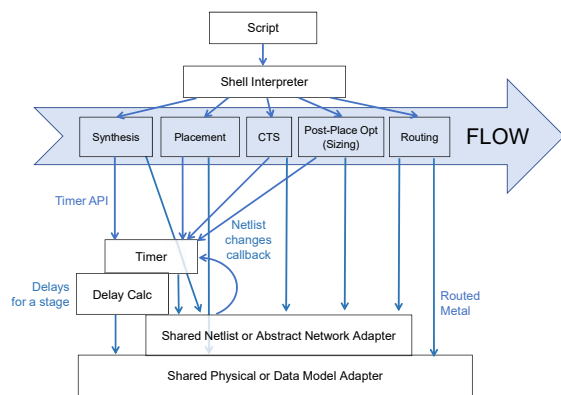 Script
Shell Interpreter
Synthesis
Placement
CTS
Post-Place Opt
(Sizing)
Routing
FLOW
Timer API
Netlist
changes
callback
Timer
Delays
for a stage
Delay Calc
Routed
Metal
Shared Netlist or Abstract Network Adapter
Shared Physical or Data Model Adapter